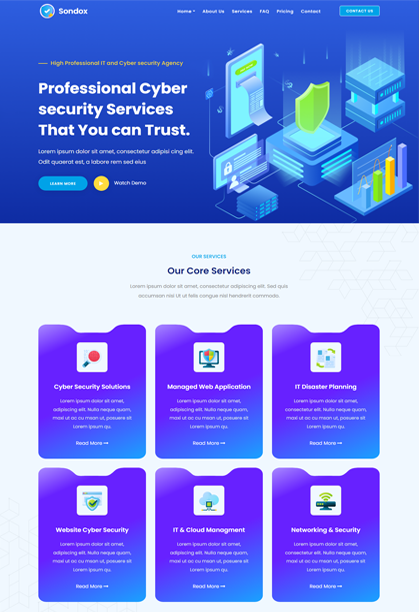 Sondox
Home About Us Services FAQ Pricing Contact
CONTACT US
High Professional IT and Cyber security Agency
Professional Cyber
security Services
That You can Trust.
Lorem ipsum dolor sit amet, consectetur adipisi cing elit.
Odit quaerat est, a labore rem sed eius
LEARN MORE
Watch Demo
OUR SERVICES
Our Core Services
Lorem ipsum dolor sit amet, consectetur adipiscing elit, Sed quis
accumsan nisi Ut ut felis congue nisl hendrerit commodo.
Cyber Security Solutions
Lorem ipsum dolor sit amet,
adipiscing elit. Nulla neque quam,
maxi ut ac cu mean ut, posuere sit
Lorem ipsum qu.
Read More
Managed Web Application
Lorem ipsum dolor sit amet,
adipiscing elit. Nulla neque quam,
maxi ut ac cu mean ut, posuere sit
Lorem ipsum qu.
Read More
IT Disaster Planning
Lorem ipsum dolor sit amet,
consectetur adipiscing elit. Nulla neque quam,
maxi ut ac cu mean ut, posuere sit
Lorem ipsum qu.
Read More
Website Cyber Security
Lorem ipsum dolor sit amet,
adipiscing elit. Nulla neque quam,
maxi ut ac cu mean ut, posuere sit
Lorem ipsum qu.
Read More
IT & Cloud Managment
Lorem ipsum dolor sit amet,
adipiscing elit. Nulla neque quam,
maxi ut ac cu mean ut, posuere sit
Lorem ipsum qu.
Read More
Networking & Security
Lorem ipsum dolor sit amet,
consectetur adipiscing elit. Nulla neque quam,
maxi ut ac cu mean ut, posuere sit
Lorem ipsum qu.
Read More